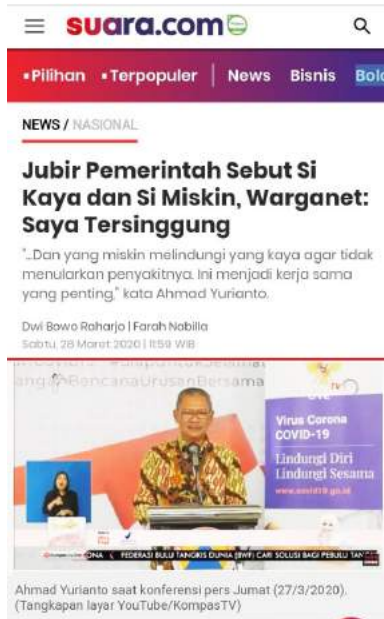 suara.com
Pilihan Terpopuler News Bisnis Bol
NEWS / NASIONAL
Jubir Pemerintah Sebut Si
Kaya dan Si Miskin, Warganet:
Saya Tersinggung
"...Dan yang miskin melindungi yang kaya agar tidak
menularkan penyakitnya. Ini menjadi kerja sama
yang penting," kata Ahmad Yurianto.
Dwi Bowo Raharjo | Farah Nabilla
Sabtu, 28 Maret 2020 | 11:59 WIB
BencanaUrusanBersama
Virus Corona
COVID-19
Lindungi Diri
Lindungi Sesama
www.covid19.go.id
FEDERASI BULU TANGKIS DUNIA (BWF) CARI SOLUSI BAGI PEBULU TAN
Ahmad Yurianto saat konferensi pers Jumat (27/3/2020).
(Tangkapan layar YouTube/KompasTV)